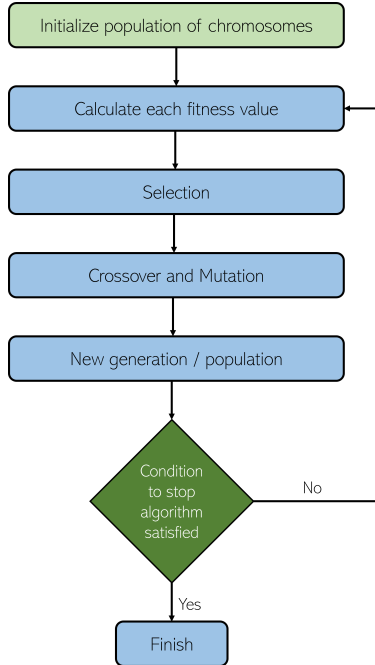 Initialize population of chromosomes
Calculate each fitness value
Selection
Crossover and Mutation
New generation / population
Condition
to stop
algorithm
satisfied
No
Yes
Finish